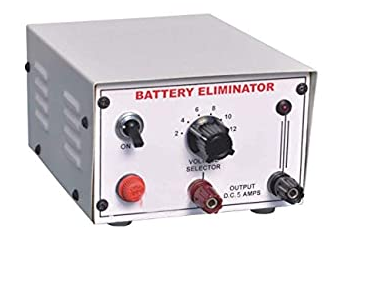 BATTERY ELIMINATOR
6 8
4 10
2 12
ON
VOLTAGE
SELECTOR
OUTPUT
D.C. 5 AMPS